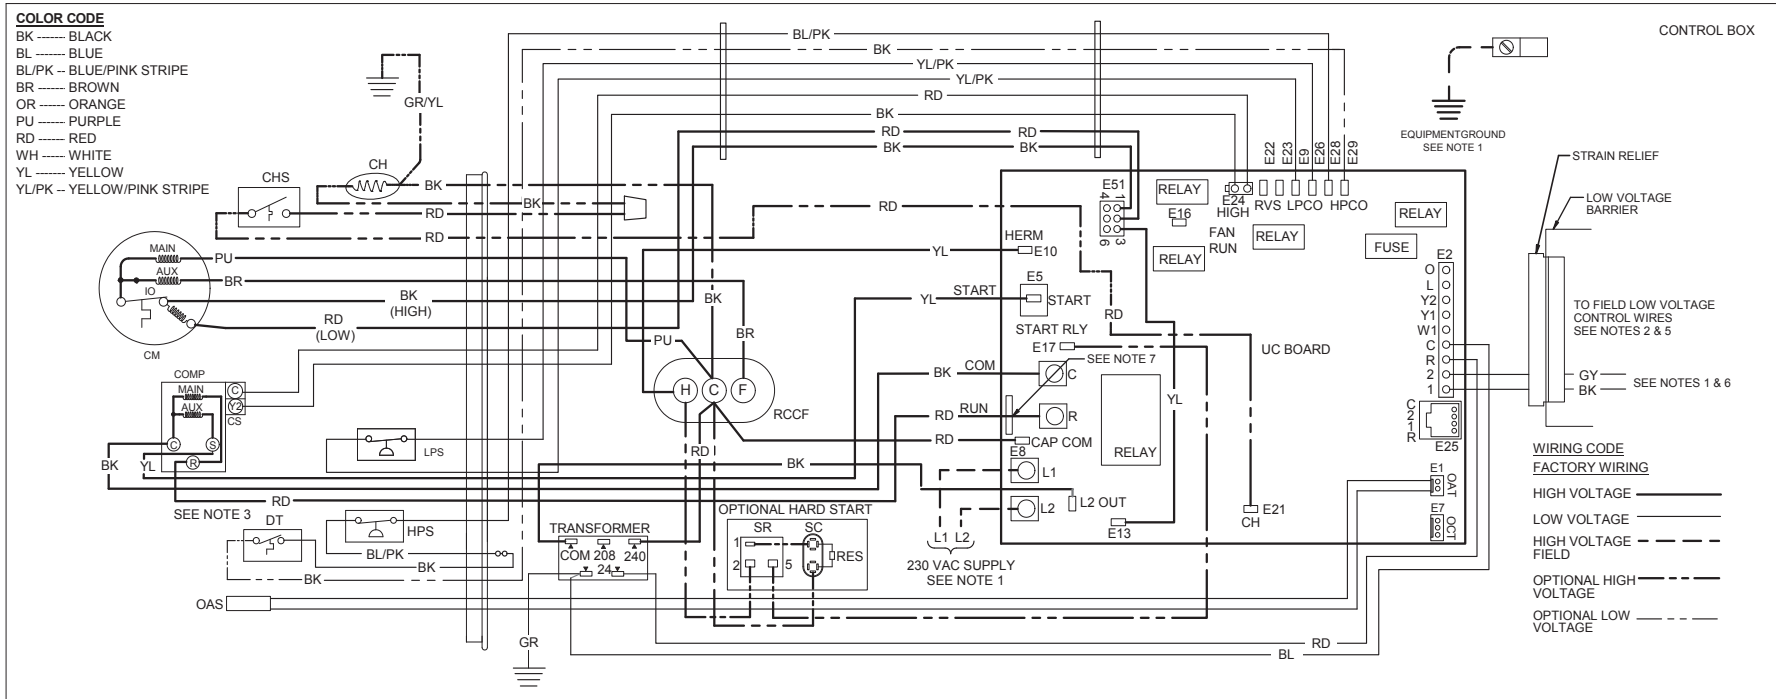 COLOR CODE
BK ------- BLACK
BL ------- BLUE
BL/PK -- BLUE/PINK STRIPE
BR ------ BROWN
OR ------ ORANGE
PU ------- PURPLE
RD ------- RED
WH ------ WHITE
YL ------- YELLOW
YL/PK -- YELLOW/PINK STRIPE
CONTROL BOX
BL/PK
BK
YL/PK
YL/PK
RD
BK
RD RD
BK BK
GR/YL
CH
CHS
BK
BK
RD
RD
RD
EQUIPMENTGROUND
SEE NOTE 1
STRAIN RELIEF
LOW VOLTAGE
BARRIER
TO FIELD LOW VOLTAGE
CONTROL WIRES
SEE NOTES 2 & 5
GY
BK
SEE NOTES 1 & 6
MAIN
AUX
IO
CM
PU
BR
BK
(HIGH)
RD
(LOW)
BK
PU
BR
H C F
RCCF
COMP
MAIN
AUX
C
Y2
CS
C
S
R
BK
YL
RD
SEE NOTE 3
LPS
DT
HPS
BL/PK
BK
BK
OAS
RD
BK
TRANSFORMER
COM 208 240
24
GR
OPTIONAL HARD START
SR SC
1
2 5
RES
RD
BL
E22
E23
E9
E26
E28
E29
E51
4 1
6 3
RELAY
E24
HIGH
RVS LPCO HPCO
E16
FAN
RUN
RELAY
RELAY
RELAY
FUSE
HERM
YL
E10
E5
YL START
START
RD
START RLY
E17
SEE NOTE 7
UC BOARD
BK COM
C
RD RUN
R
RD
CAP COM
YL
RELAY
E8
L1
L2 OUT
L2
E13
E21
CH
L1 L2
230 VAC SUPPLY
SEE NOTE 1
E2
O
L
Y2
Y1
W1
C
R
2
1
C
2
1
R
E25
E1
OAT
E7
OCT
WIRING CODE
FACTORY WIRING
HIGH VOLTAGE
LOW VOLTAGE
HIGH VOLTAGE
FIELD
OPTIONAL HIGH
VOLTAGE
OPTIONAL LOW
VOLTAGE